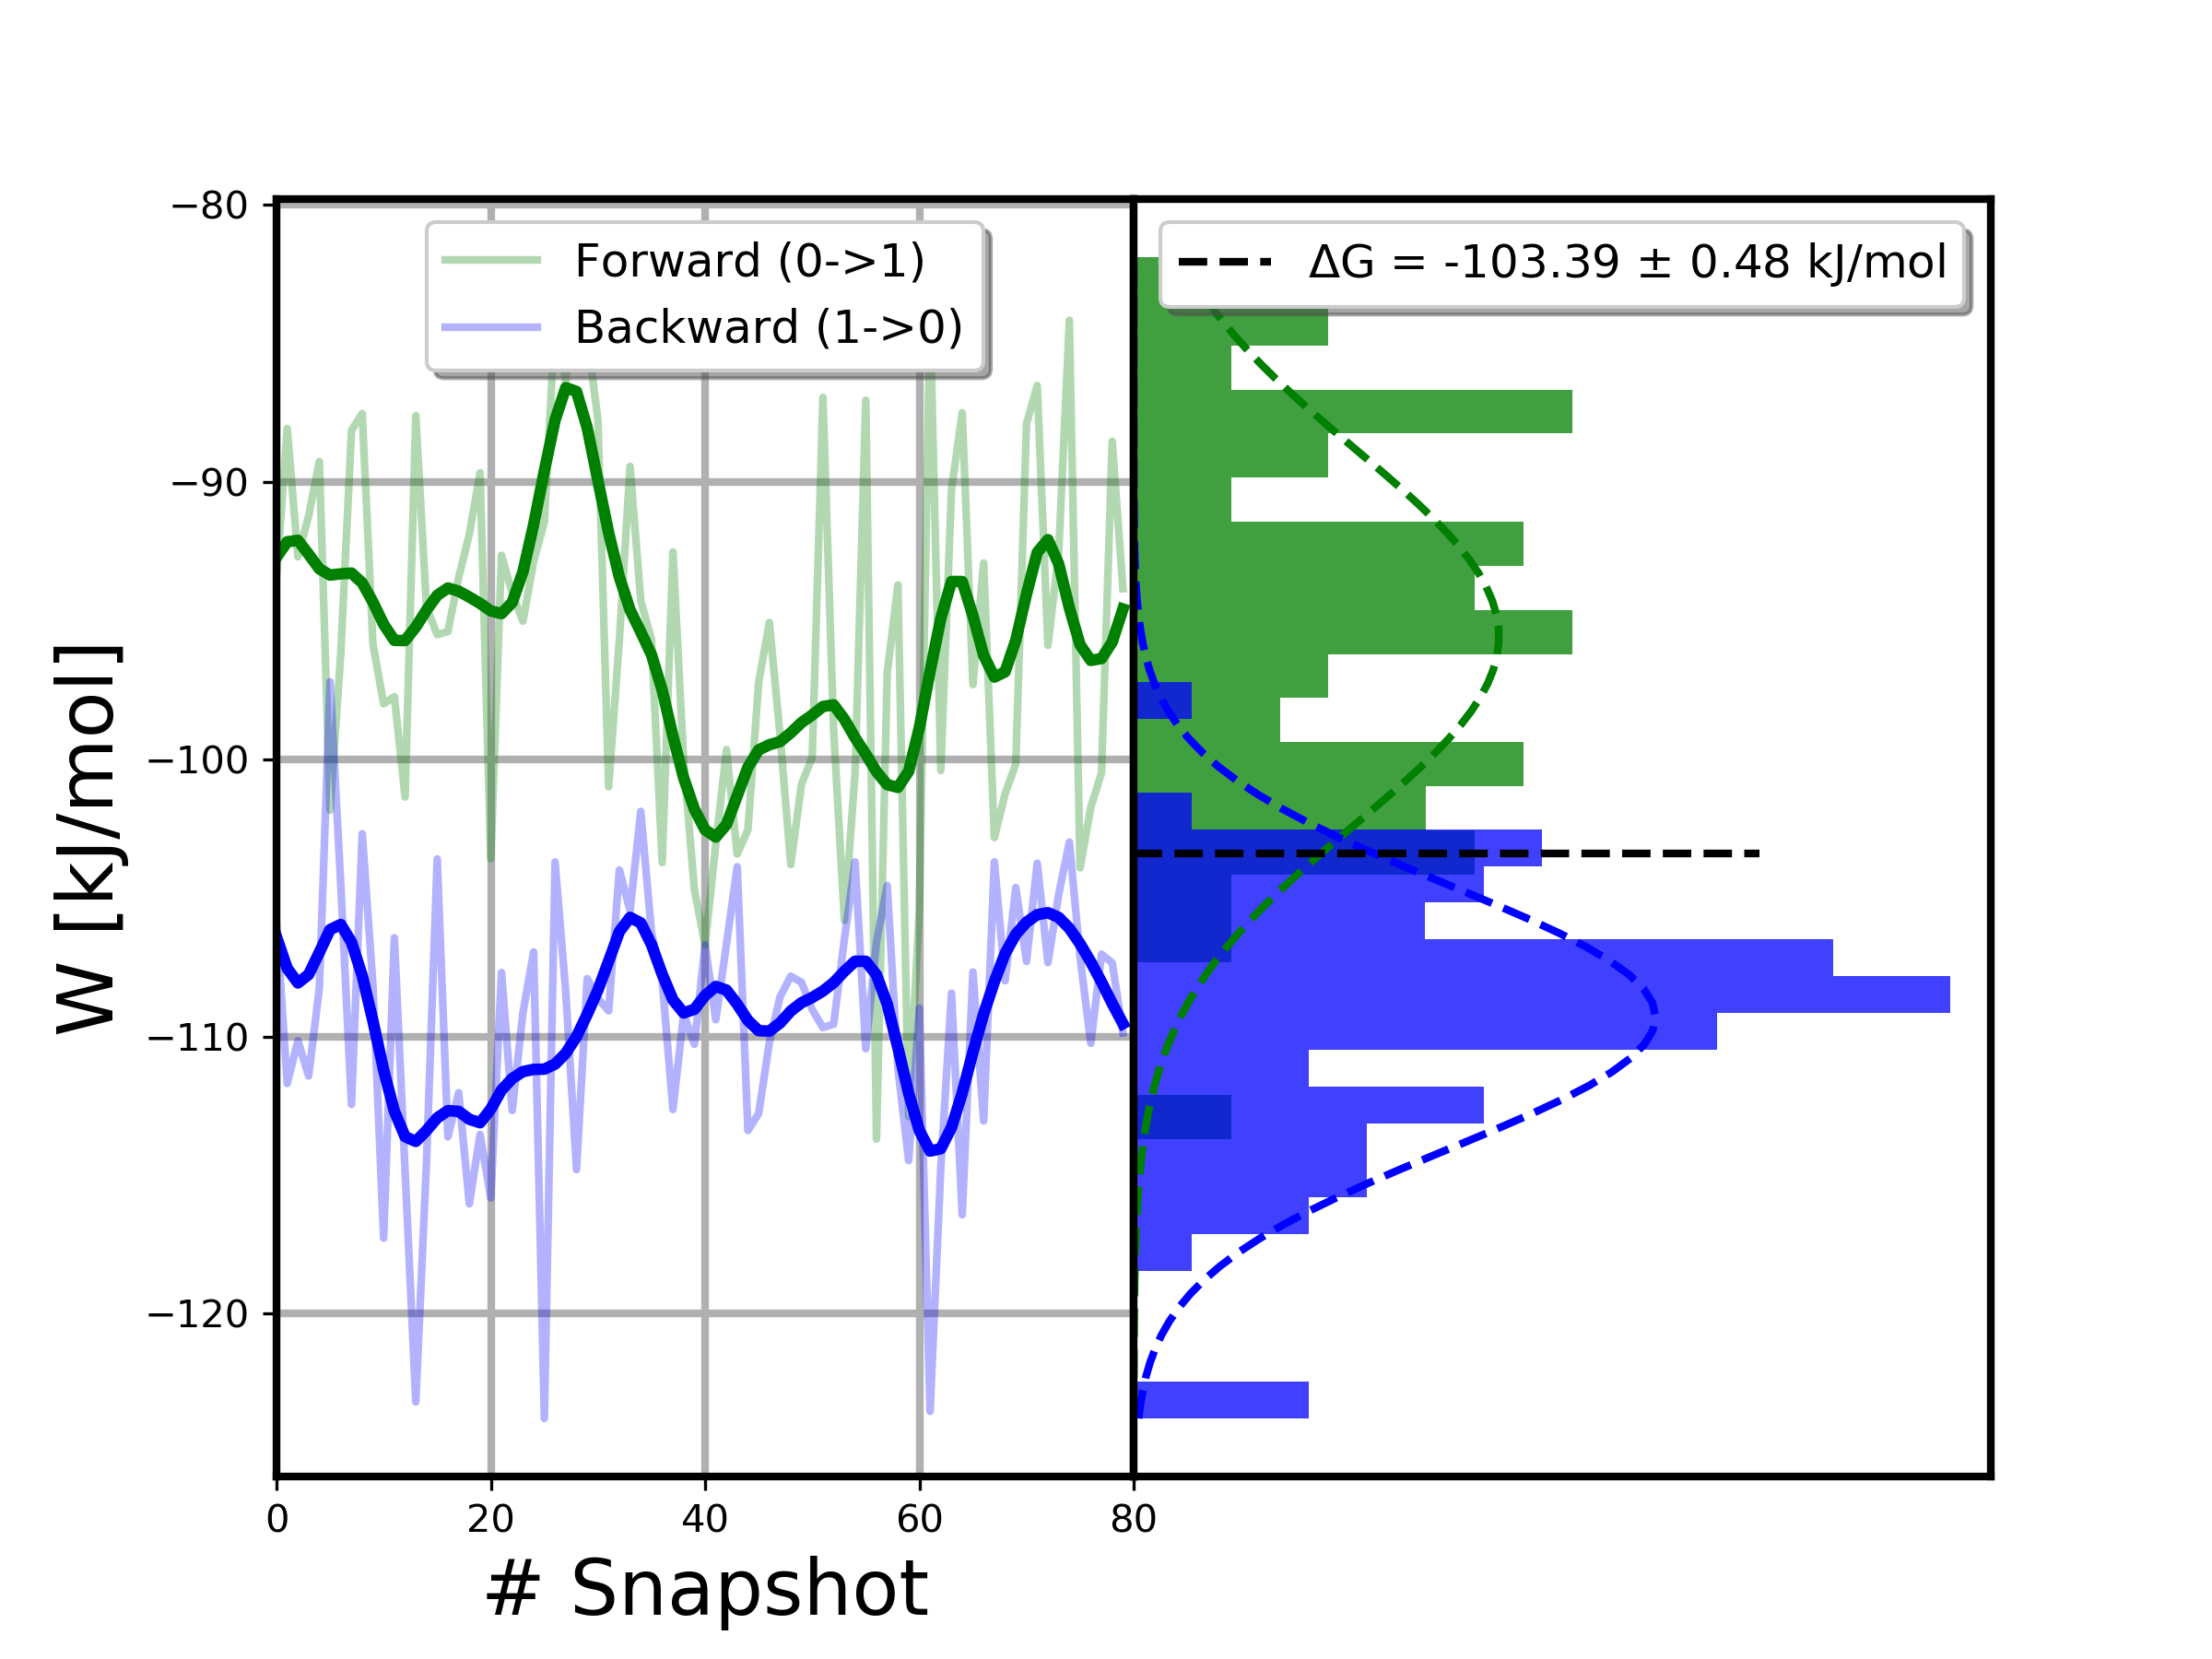 W [kJ/mol]
−80
−90
−100
−110
−120
Forward (0->1)
Backward (1->0)
ΔG = -103.39 ± 0.48 kJ/mol
0 20 40 60 80
# Snapshot